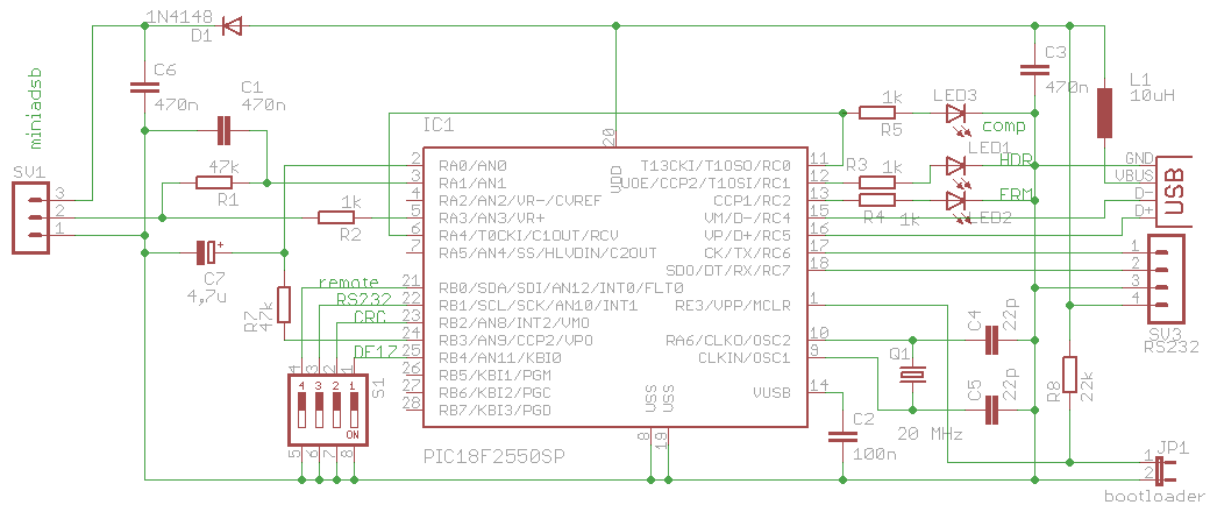 1N4148
D1
C6
470n
C1
470n
miniadsb
SV1
3
2
1
47k
R1
1k
R2
C7
4,7u
+
R7
47k
remote
RS232
CRC
DF17
4 3 2 1
4 3 2 1
ON
S1
5 6 7 8
IC1
20
VDD
2 RA0/AN0
3 RA1/AN1
4 RA2/AN2/VR-/CVREF
5 RA3/AN3/VR+
6 RA4/T0CKI/C1OUT/RCV
7 RA5/AN4/SS/HLVDIN/C2OUT
21 RB0/SDA/SDI/AN12/INT0/FLT0
22 RB1/SCL/SCK/AN10/INT1
23 RB2/AN8/INT2/VMO
24 RB3/AN9/CCP2/VPO
25 RB4/AN11/KBI0
26 RB5/KBI1/PGM
27 RB6/KBI2/PGC
28 RB7/KBI3/PGD
T13CKI/T1OSO/RC0 11
UOE/CCP2/T1OSI/RC1 12
CCP1/RC2 13
VM/D-/RC4 15
VP/D+/RC5 16
CK/TX/RC6 17
SDO/DT/RX/RC7 18
RE3/VPP/MCLR 1
RA6/CLKO/OSC2 10
CLKIN/OSC1 9
VUSB 14
VSS
VSS
8
19
PIC18F2550SP
1k
R5
LED3
comp
R3
1k
LED1
HDR
R4
1k
LED2
FRM
C3
470n
L1
10uH
GND
VBUS
D-
D+
USB
1
2
3
4
SV3
RS232
C4
22p
Q1
20 MHz
C5
22p
C2
100n
R8
22k
JP1
1
2
bootloader